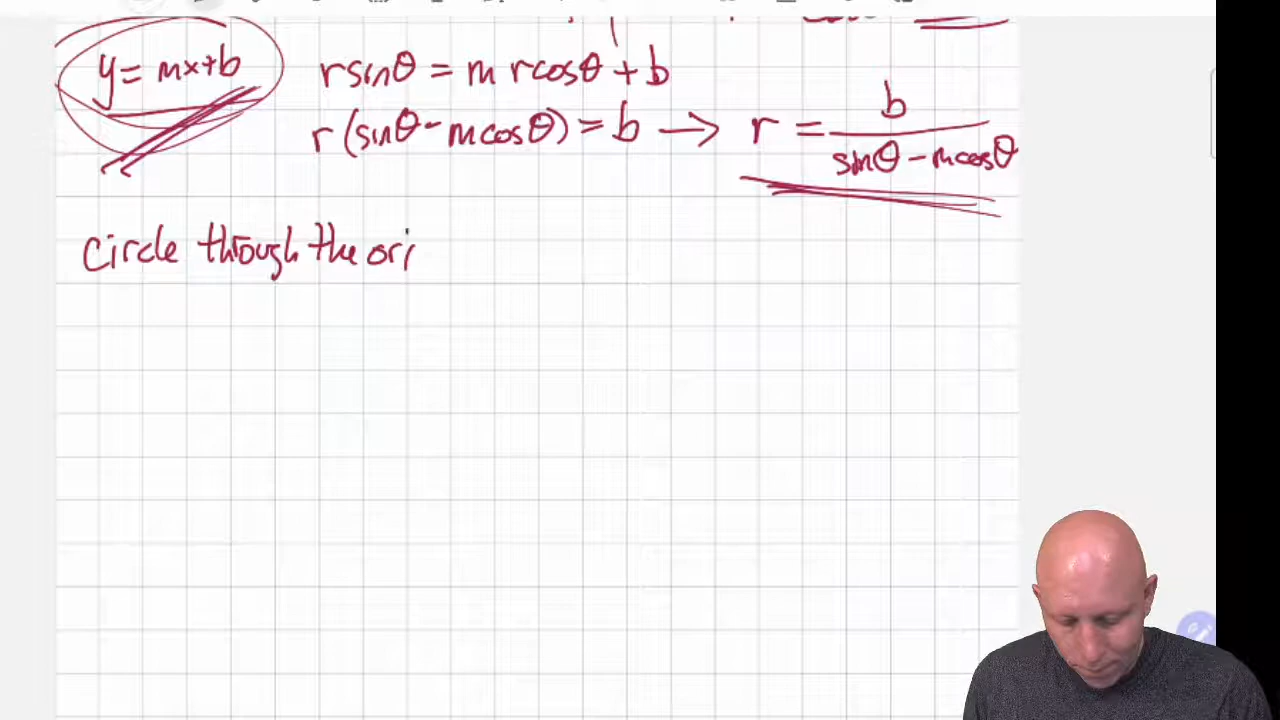 y = mx+b
r sinθ = m r cosθ + b
r (sinθ - m cosθ) = b → r = b / (sinθ - m cosθ)
Circle through the ori